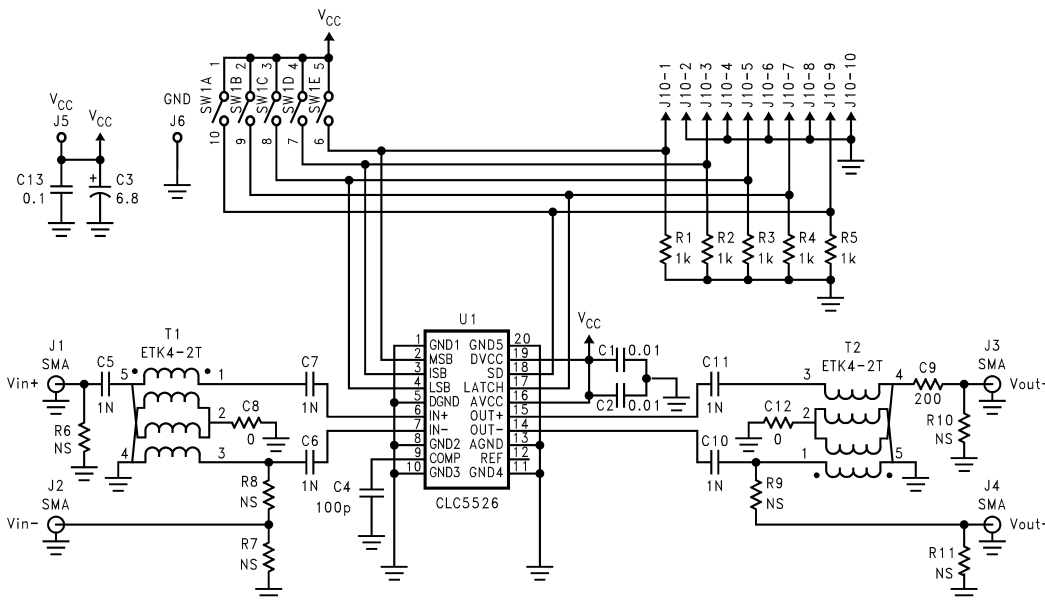 VCC
1
2
3
4
5
SW1A
SW1B
SW1C
SW1D
SW1E
10
9
8
7
6
J10-1
J10-2
J10-3
J10-4
J10-5
J10-6
J10-7
J10-8
J10-9
J10-10
VCC
J5
VCC
GND
J6
C13
0.1
+
C3
6.8
R1
1k
R2
1k
R3
1k
R4
1k
R5
1k
U1
1 GND1 GND5 20
2 MSB DVCC 19
3 ISB SD 18
4 LSB LATCH 17
5 DGND AVCC 16
6 IN+ OUT+ 15
7 IN- OUT- 14
8 GND2 AGND 13
9 COMP REF 12
10 GND3 GND4 11
CLC5526
VCC
C1 0.01
C2 0.01
J1
SMA
Vin+
R6
NS
C5
1N
T1
ETK4-2T
5
1
2
4
3
C8
0
C7
1N
C6
1N
J2
SMA
Vin-
R8
NS
R7
NS
C4
100p
C11
1N
C10
1N
C12
0
T2
ETK4-2T
3
4
2
1
5
C9
200
R10
NS
J3
SMA
Vout-
R9
NS
J4
SMA
Vout-
R11
NS